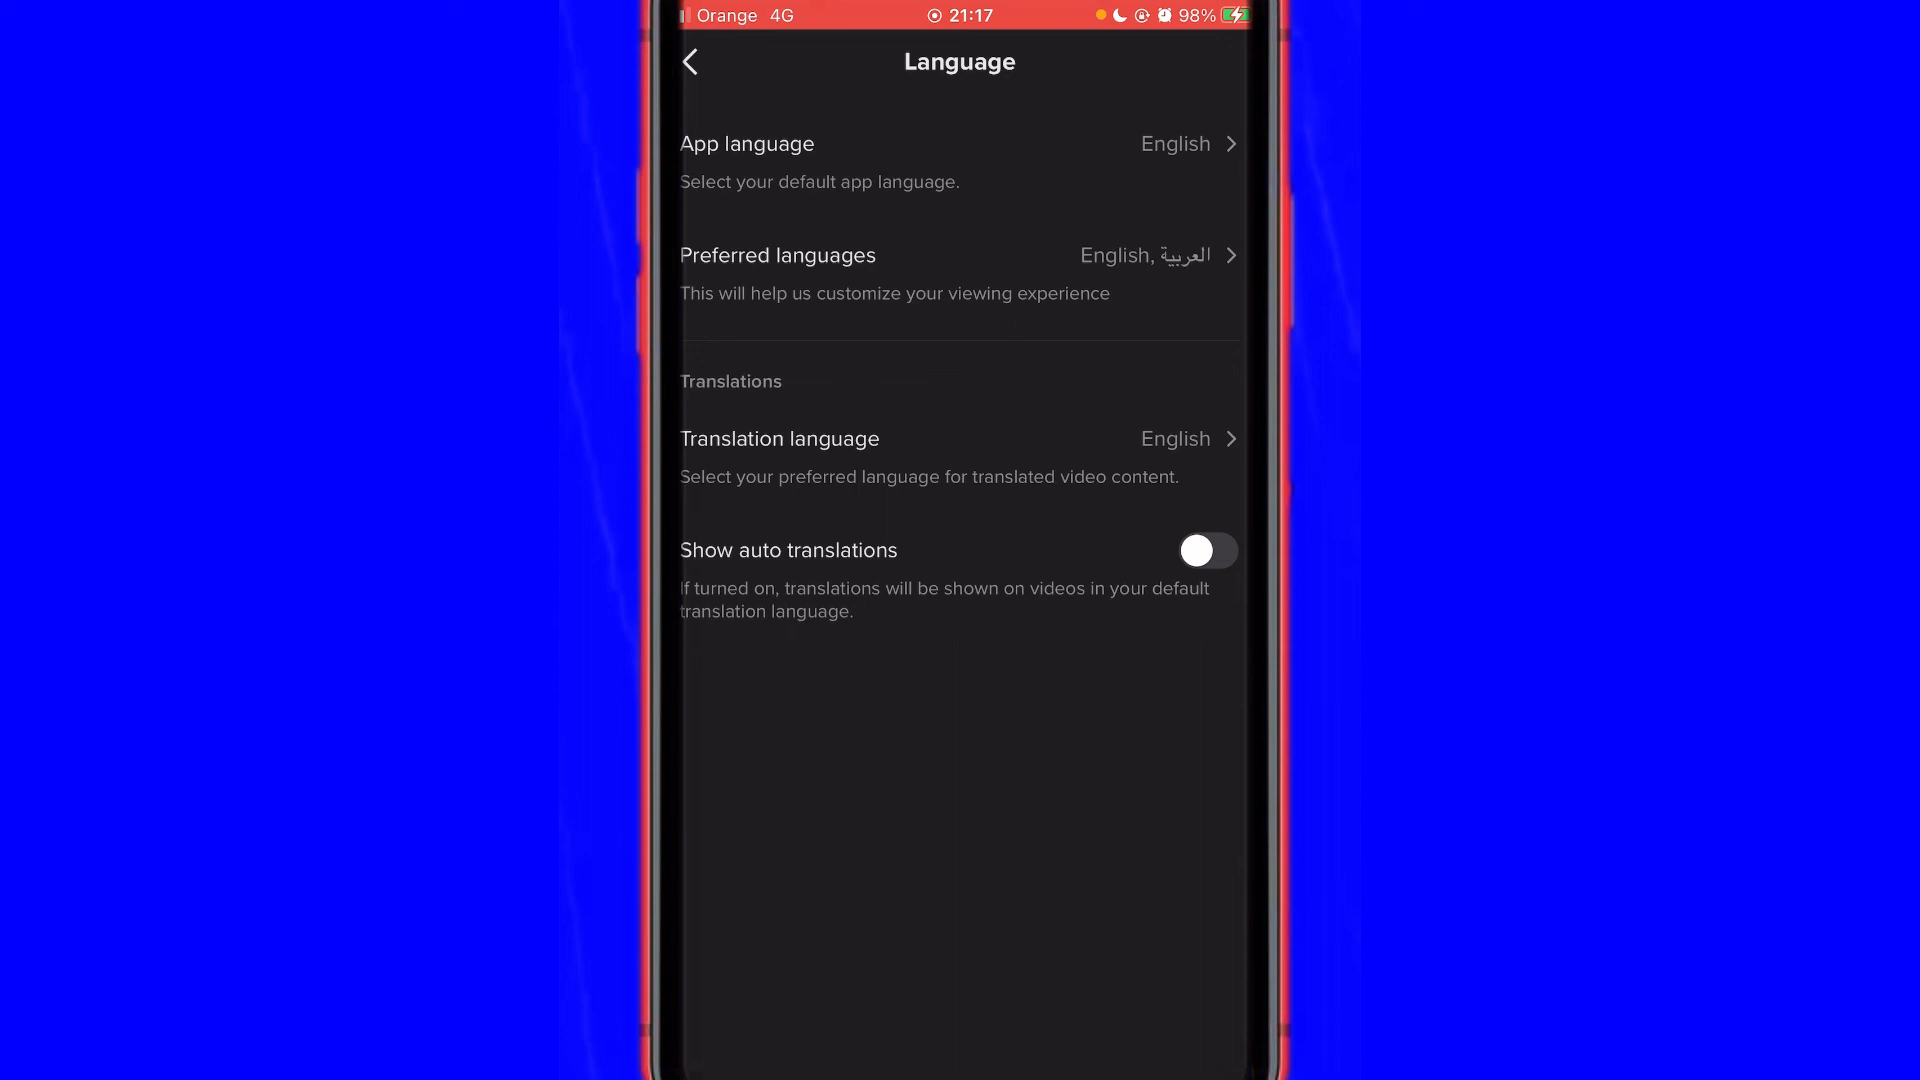 Orange 4G 21:17 98%
Language
App language English
Select your default app language.
Preferred languages English, العربية
This will help us customize your viewing experience
Translations
Translation language English
Select your preferred language for translated video content.
Show auto translations
If turned on, translations will be shown on videos in your default
translation language.